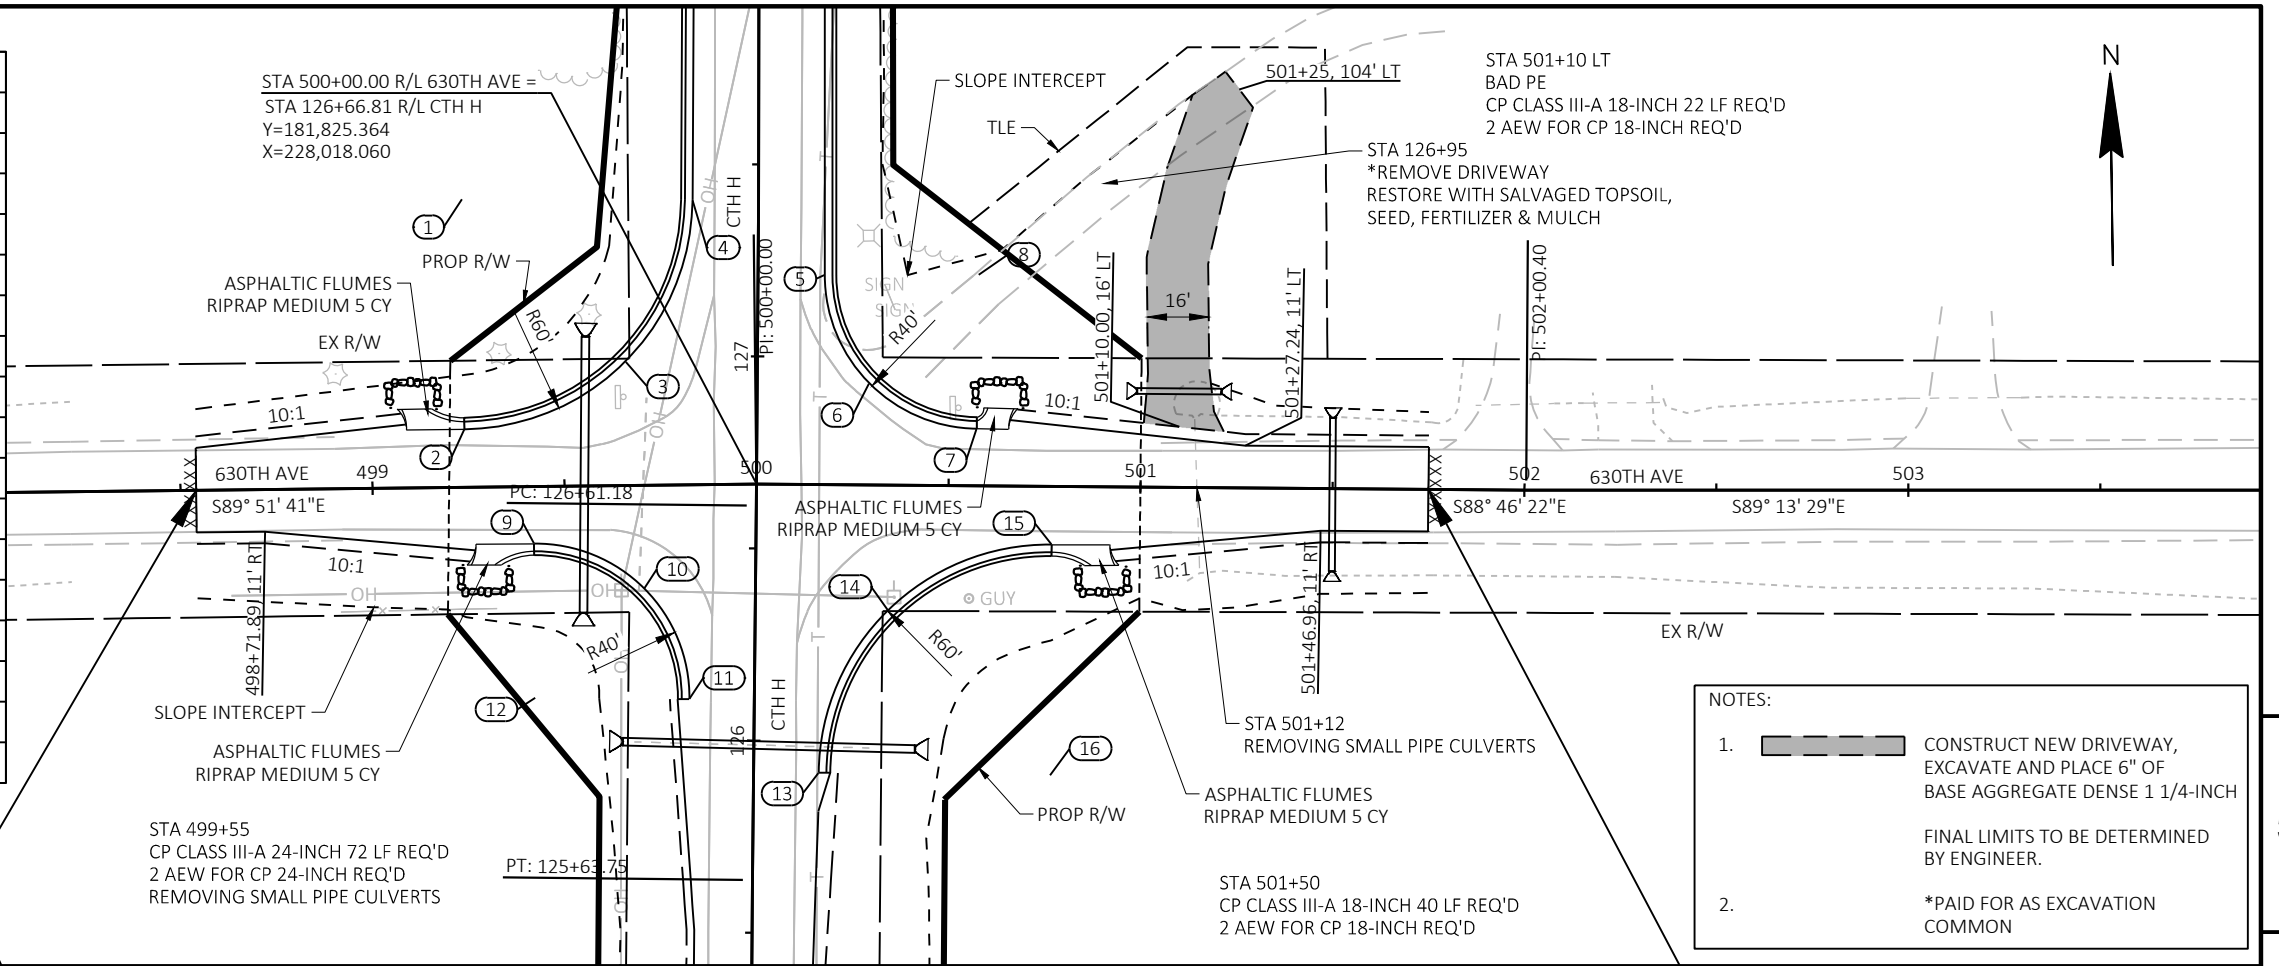 STA 500+00.00 R/L 630TH AVE =
STA 126+66.81 R/L CTH H
Y=181,825.364
X=228,018.060
1
PROP R/W
ASPHALTIC FLUMES
RIPRAP MEDIUM 5 CY
EX R/W
10:1
R60'
2
3
4
OH
CTH H
PI: 500+00.00
127
OH
T
SLOPE INTERCEPT
TLE
501+25, 104' LT
STA 501+10 LT
BAD PE
CP CLASS III-A 18-INCH 22 LF REQ'D
2 AEW FOR CP 18-INCH REQ'D
STA 126+95
*REMOVE DRIVEWAY
RESTORE WITH SALVAGED TOPSOIL,
SEED, FERTILIZER & MULCH
N
5
SIGN
SIGN
R40'
6
7
8
501+10.00, 16' LT
16'
501+27.24, 11' LT
PI: 502+00.40
T
10:1
630TH AVE
499
500
501
502
630TH AVE
503
S89° 51' 41"E
PC: 126+61.18
S88° 46' 22"E
S89° 13' 29"E
ASPHALTIC FLUMES
RIPRAP MEDIUM 5 CY
9
10
15
14
10:1
OH
OH
GUY
10:1
498+71.89, 11' RT
R40'
OH
T
R60'
501+46.96, 11' RT
EX R/W
11
12
SLOPE INTERCEPT
ASPHALTIC FLUMES
RIPRAP MEDIUM 5 CY
CTH H
126
13
16
STA 501+12
REMOVING SMALL PIPE CULVERTS
PROP R/W
ASPHALTIC FLUMES
RIPRAP MEDIUM 5 CY
STA 499+55
CP CLASS III-A 24-INCH 72 LF REQ'D
2 AEW FOR CP 24-INCH REQ'D
REMOVING SMALL PIPE CULVERTS
PT: 125+63.75
OH
T
STA 501+50
CP CLASS III-A 18-INCH 40 LF REQ'D
2 AEW FOR CP 18-INCH REQ'D
NOTES:
1.
CONSTRUCT NEW DRIVEWAY,
EXCAVATE AND PLACE 6" OF
BASE AGGREGATE DENSE 1 1/4-INCH
FINAL LIMITS TO BE DETERMINED
BY ENGINEER.
2.
*PAID FOR AS EXCAVATION
COMMON